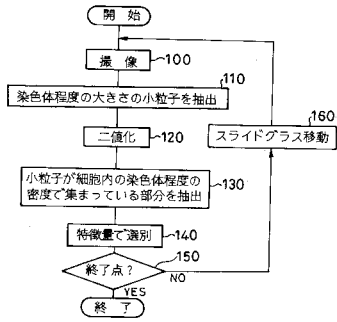 開始
撮像
100
110
染色体程度の大きさの小粒子を抽出
160
二値化
120
スライドグラス移動
130
小粒子が細胞内の染色体程度の
密度で集まっている部分を抽出
特徴量で選別
140
150
終了点?
NO
YES
終了